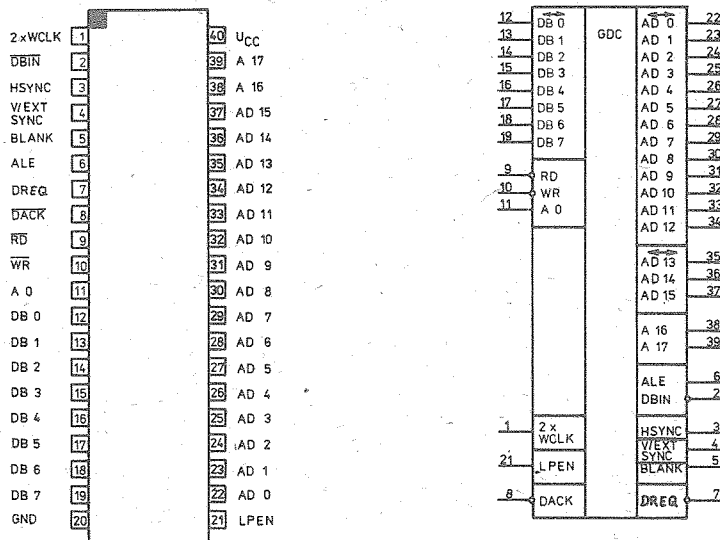 2xWCLK 1 40 UCC
DBIN 2 39 A 17
HSYNC 3 38 A 16
V/EXT SYNC 4 37 AD 15
BLANK 5 36 AD 14
ALE 6 35 AD 13
DREQ 7 34 AD 12
DACK 8 33 AD 11
RD 9 32 AD 10
WR 10 31 AD 9
A 0 11 30 AD 8
DB 0 12 29 AD 7
DB 1 13 28 AD 6
DB 2 14 27 AD 5
DB 3 15 26 AD 4
DB 4 16 25 AD 3
DB 5 17 24 AD 2
DB 6 18 23 AD 1
DB 7 19 22 AD 0
GND 20 21 LPEN
GDC
12 DB 0
13 DB 1
14 DB 2
15 DB 3
16 DB 4
17 DB 5
18 DB 6
19 DB 7
9 RD
10 WR
11 A 0
1 2 x
WCLK
21 LPEN
8 DACK
AD 0 22
AD 1 23
AD 2 24
AD 3 25
AD 4 26
AD 5 27
AD 6 28
AD 7 29
AD 8 30
AD 9 31
AD 10 32
AD 11 33
AD 12 34
AD 13 35
AD 14 36
AD 15 37
A 16 38
A 17 39
ALE 6
DBIN 2
HSYNC 3
V/EXT 4
SYNC
BLANK 5
DREQ 7